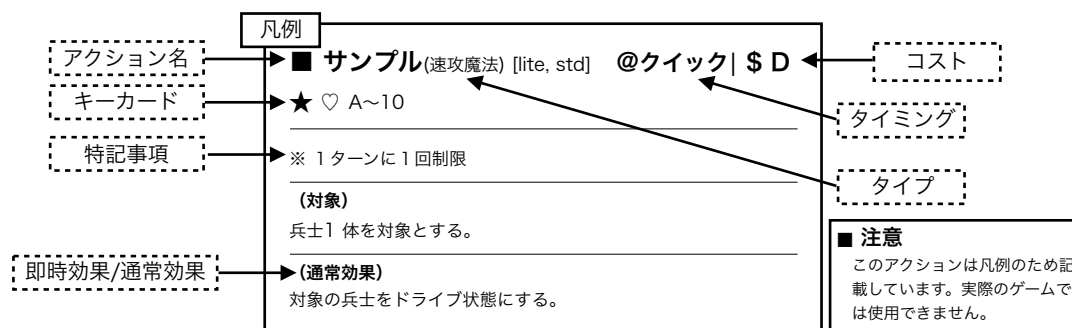 凡例
アクション名
■ サンプル(速攻魔法) [lite, std] @クイック| $ D
コスト
キーカード
★ ♡ A〜10
タイミング
特記事項
※ 1ターンに1回制限
タイプ
(対象)
兵士1 体を対象とする。
即時効果/通常効果
(通常効果)
対象の兵士をドライブ状態にする。
■ 注意
このアクションは凡例のため記
載しています。実際のゲームで
は使用できません。